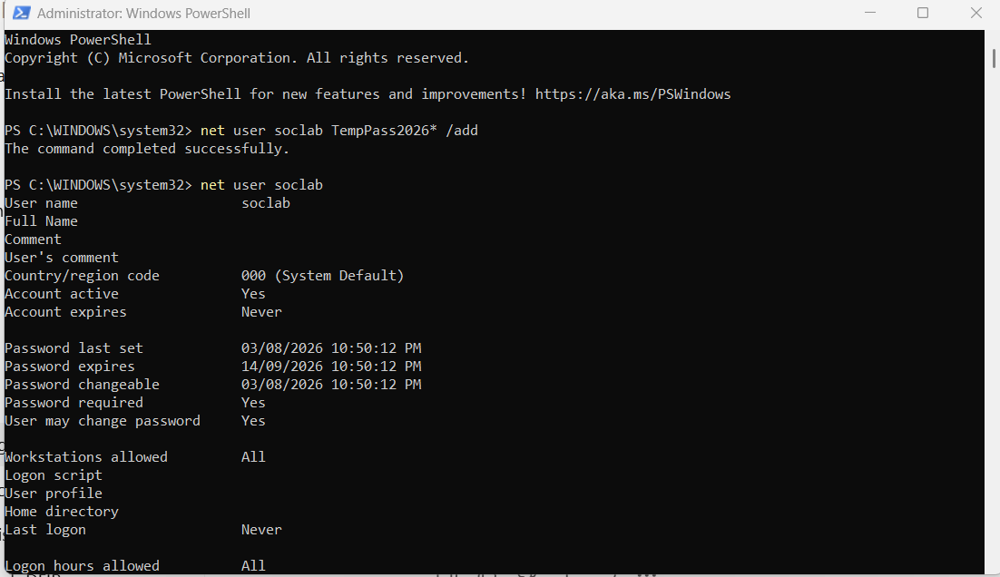 Administrator: Windows PowerShell
Windows PowerShell
Copyright (C) Microsoft Corporation. All rights reserved.
Install the latest PowerShell for new features and improvements! https://aka.ms/PSWindows
PS C:\WINDOWS\system32> net user soclab TempPass2026* /add
The command completed successfully.
PS C:\WINDOWS\system32> net user soclab
User name                    soclab
Full Name
Comment
User's comment
Country/region code          000 (System Default)
Account active               Yes
Account expires              Never
Password last set            03/08/2026 10:50:12 PM
Password expires             14/09/2026 10:50:12 PM
Password changeable          03/08/2026 10:50:12 PM
Password required            Yes
User may change password     Yes
Workstations allowed         All
Logon script
User profile
Home directory
Last logon                   Never
Logon hours allowed          All